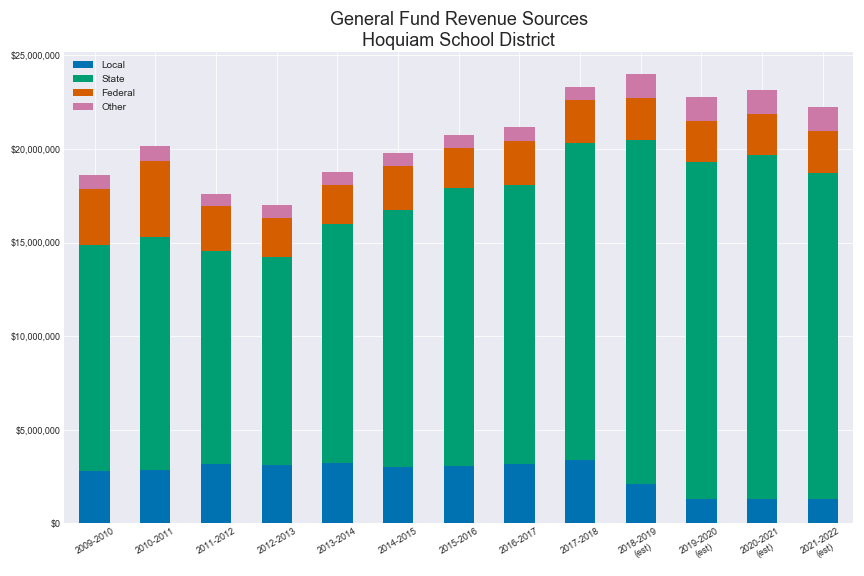 General Fund Revenue Sources
Hoquiam School District
Local
State
Federal
Other
$25,000,000
$20,000,000
$15,000,000
$10,000,000
$5,000,000
$0
2009-2010
2010-2011
2011-2012
2012-2013
2013-2014
2014-2015
2015-2016
2016-2017
2017-2018
2018-2019
(est)
2019-2020
(est)
2020-2021
(est)
2021-2022
(est)